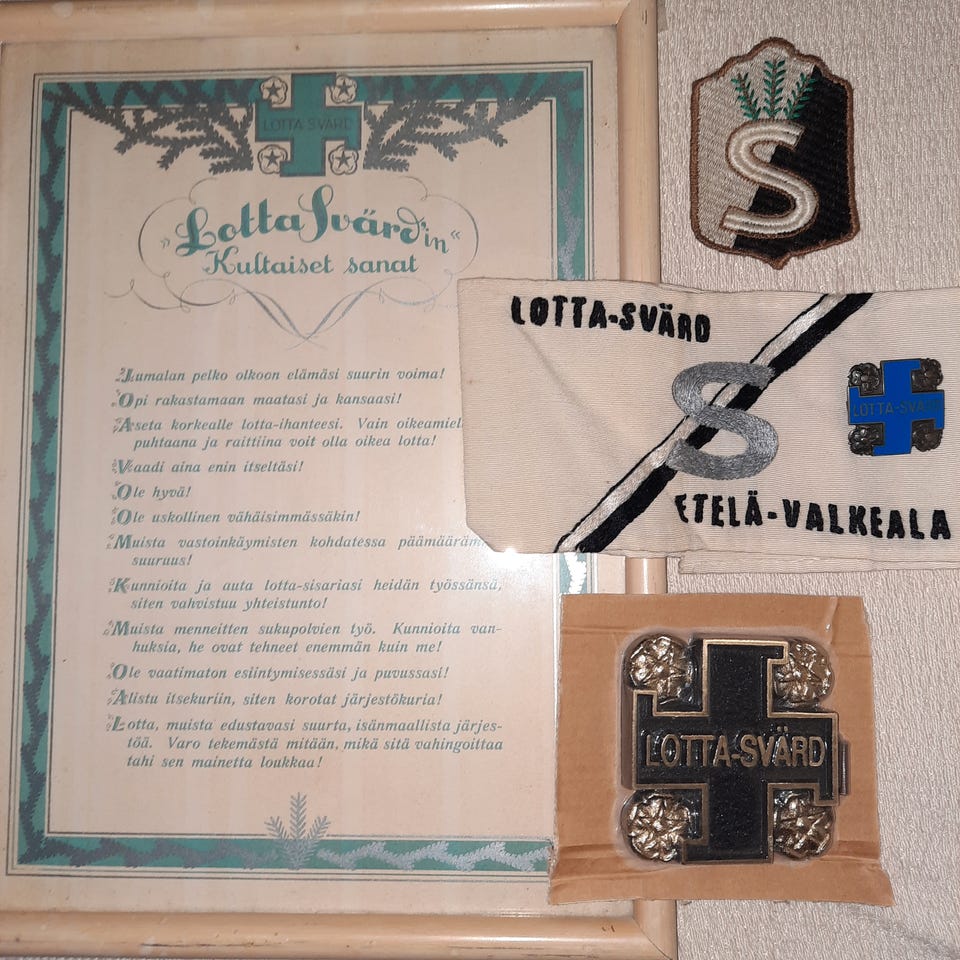 LOTTA SVÄRD
»Lotta Svärd'in«
Kultaiset sanat
Jumalan pelko olkoon elämäsi suurin voima!
Opi rakastamaan maatasi ja kansaasi!
Aseta korkealle lotta-ihanteesi. Vain
puhtaana ja raittiina voit olla oikea lotta!
Vaadi aina enin itseltäsi!
Ole hyvä!
Ole uskollinen vähäisimmässäkin!
Muista vastoinkäymisten kohdatessa
suuruus!
Kunnioita ja auta lotta-sisariasi heidän työssänsä,
siten vahvistuu yhteistunto!
Muista menneitten sukupolvien työ. Kunnioita van-
huksia, he ovat tehneet enemmän kuin me!
Ole vaatimaton esiintymisessäsi ja puvussasi!
Alistu itsekuriin, siten korotat järjestökuria!
Lotta, muista edustavasi suurta, isänmaallista järjes-
töä. Varo tekemästä mitään, mikä sitä vahingoittaa
tahi sen mainetta loukkaa!
S
LOTTA-SVÄRD
S
LOTTA-SVÄRD
ETELÄ-VALKEALA
LOTTA-SVÄRD